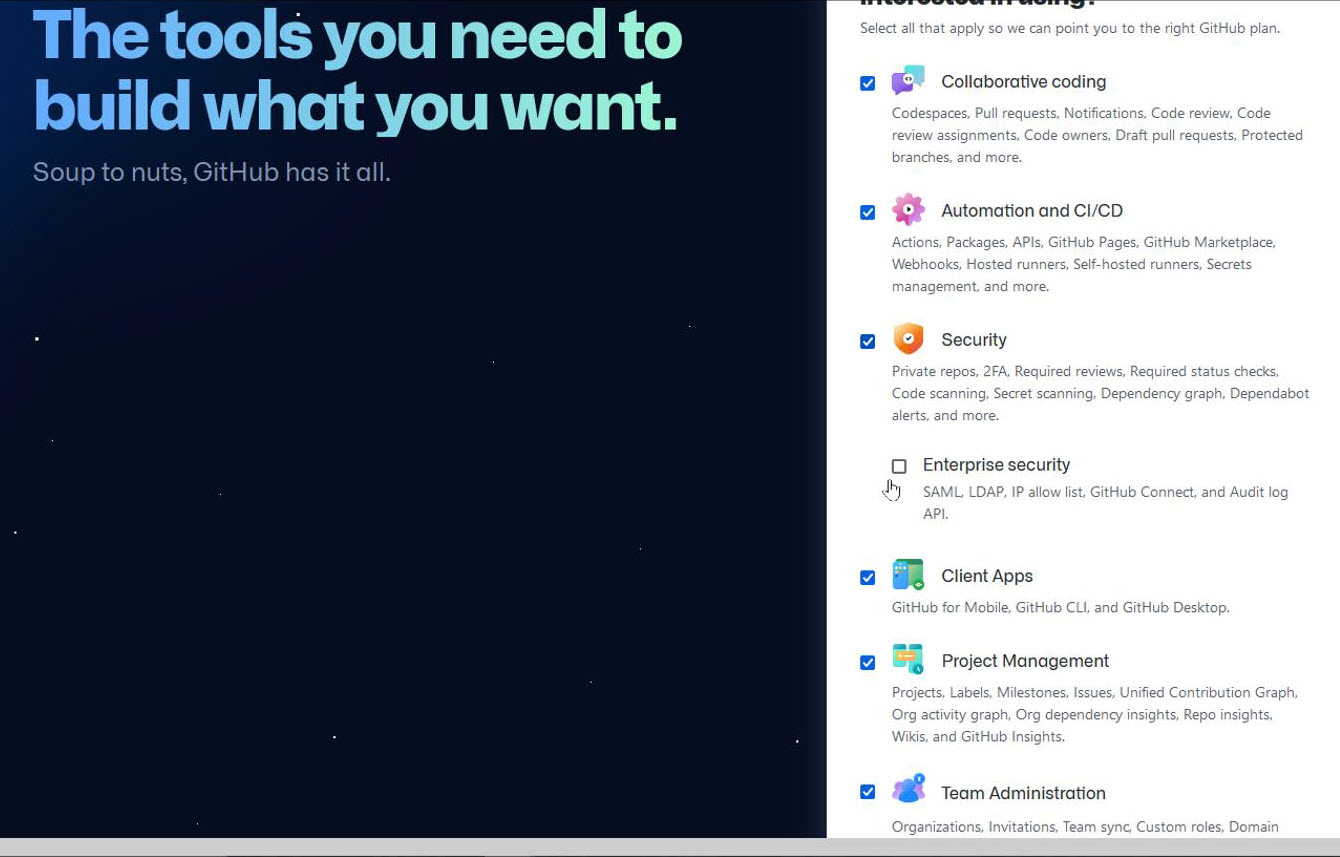 The tools you need to
build what you want.
Soup to nuts, GitHub has it all.
interested in using?
Select all that apply so we can point you to the right GitHub plan.
Collaborative coding
Codespaces, Pull requests, Notifications, Code review, Code
review assignments, Code owners, Draft pull requests, Protected
branches, and more.
Automation and CI/CD
Actions, Packages, APIs, GitHub Pages, GitHub Marketplace,
Webhooks, Hosted runners, Self-hosted runners, Secrets
management, and more.
Security
Private repos, 2FA, Required reviews, Required status checks,
Code scanning, Secret scanning, Dependency graph, Dependabot
alerts, and more.
Enterprise security
SAML, LDAP, IP allow list, GitHub Connect, and Audit log
API.
Client Apps
GitHub for Mobile, GitHub CLI, and GitHub Desktop.
Project Management
Projects, Labels, Milestones, Issues, Unified Contribution Graph,
Org activity graph, Org dependency insights, Repo insights,
Wikis, and GitHub Insights.
Team Administration
Organizations, Invitations, Team sync, Custom roles, Domain